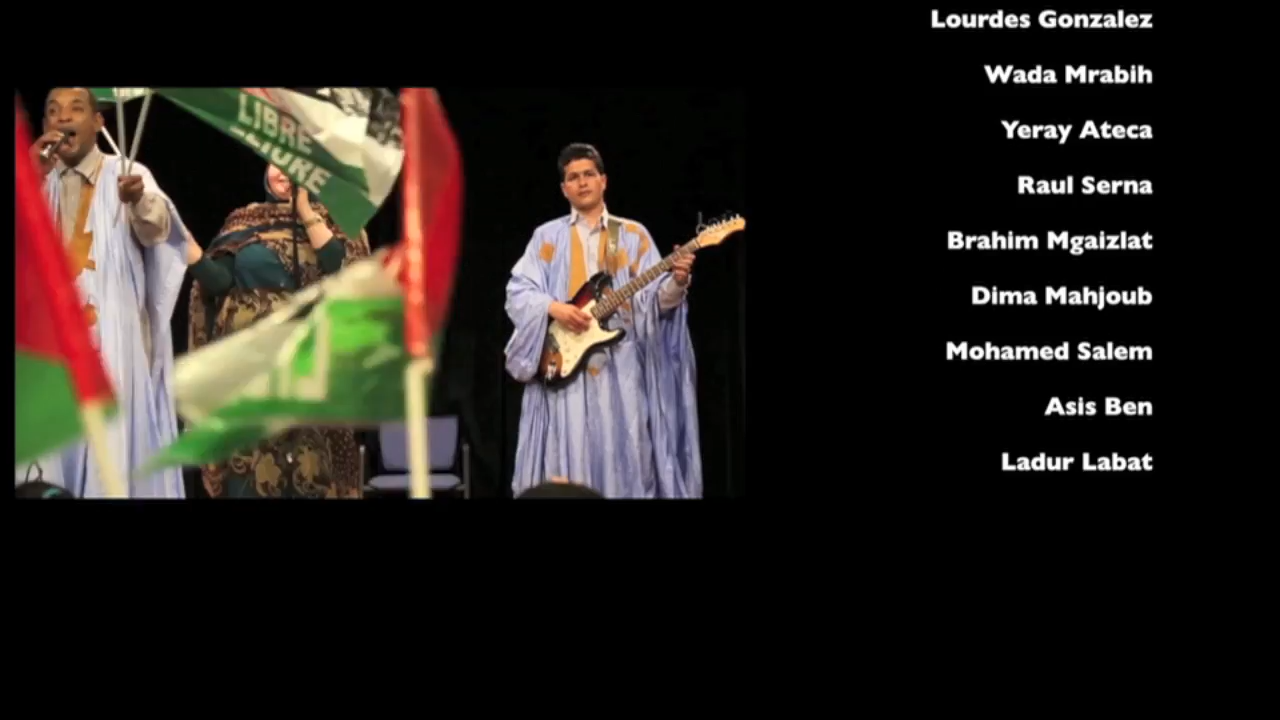 LIBRE
LIBRE
Lourdes Gonzalez
Wada Mrabih
Yeray Ateca
Raul Serna
Brahim Mgaizlat
Dima Mahjoub
Mohamed Salem
Asis Ben
Ladur Labat